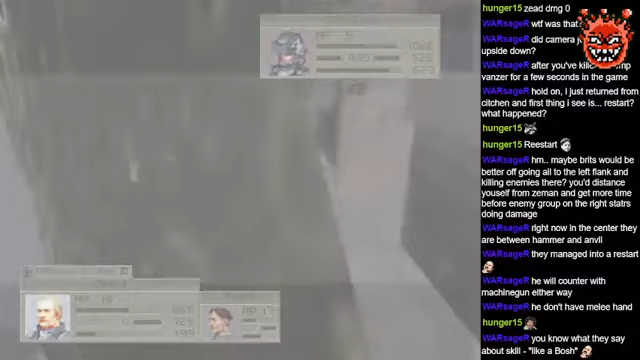 hunger15 zead dmg 0
WARsageR wtf was that?
WARsageR did camera
upside down?
WARsageR after you've
vanzer for a few seconds in the game
WARsageR hold on, i just returned from
citchen and first thing i see is... restart?
what happened?
hunger15
hunger15 Reestart
WARsageR hm.. maybe brits would be
better off going all to the left flank and
killing enemies there? you'd distance
youself from zeman and get more time
before enemy group on the right statrs
doing damage
WARsageR right now in the center they
are between hammer and anvil
WARsageR they managed into a restart
WARsageR he will counter with
machinegun either way
WARsageR he don't have melee hand
hunger15
WARsageR you know what they say
about skill - "like a Bosh"